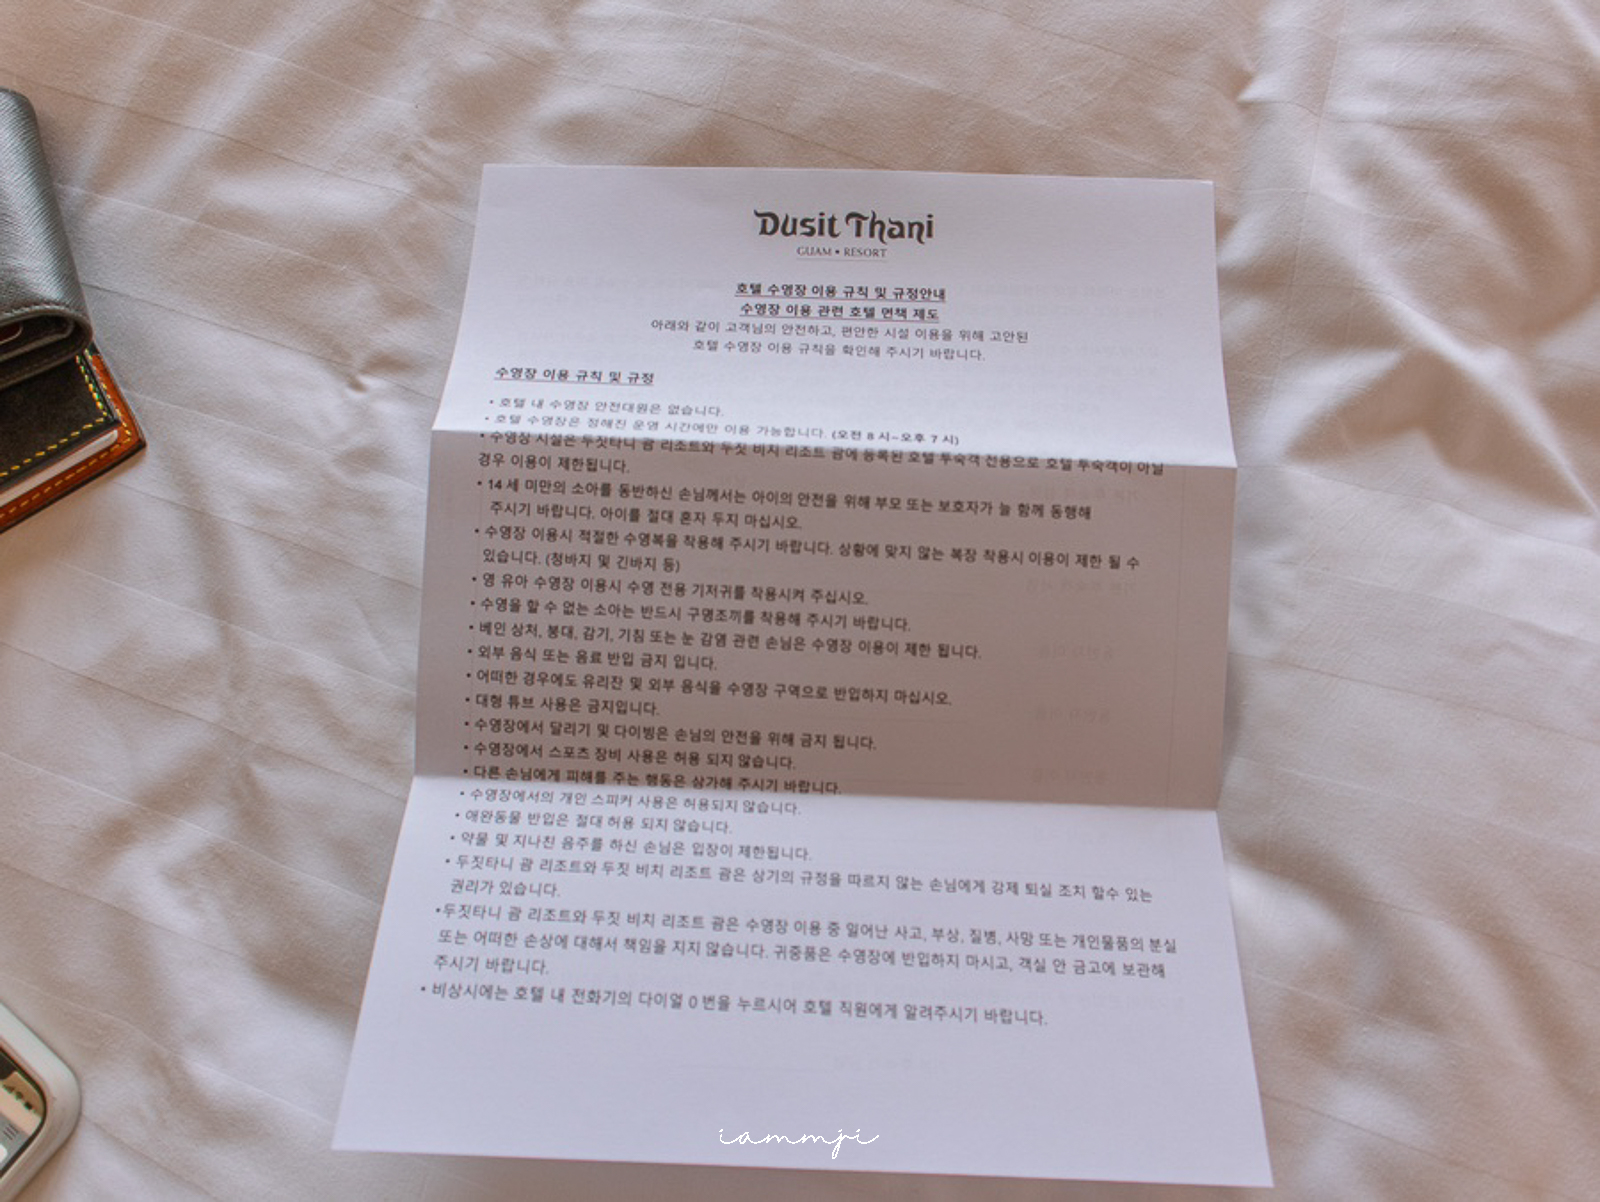 Dusit Thani
GUAM • RESORT
호텔 수영장 이용 규칙 및 규정안내
수영장 이용 관련 호텔 면책 제도
아래와 같이 고객님의 안전하고, 편안한 시설 이용을 위해 고안된
호텔 수영장 이용 규칙을 확인해 주시기 바랍니다.
수영장 이용 규칙 및 규정
• 호텔 내 수영장 안전대원은 없습니다.
• 호텔 수영장은 정해진 운영 시간에만 이용 가능합니다. (오전 8 시~오후 7 시)
• 수영장 시설은 두짓타니 괌 리조트와 두짓 비치 리조트 괌에 등록된 호텔 투숙객 전용으로 호텔 투숙객이 아닐
경우 이용이 제한됩니다.
• 14 세 미만의 소아를 동반하신 손님께서는 아이의 안전을 위해 부모 또는 보호자가 늘 함께 동행해
주시기 바랍니다. 아이를 절대 혼자 두지 마십시오.
• 수영장 이용시 적절한 수영복을 착용해 주시기 바랍니다. 상황에 맞지 않는 복장 착용시 이용이 제한 될 수
있습니다. (청바지 및 긴바지 등)
• 영 유아 수영장 이용시 수영 전용 기저귀를 착용시켜 주십시오.
• 수영을 할 수 없는 소아는 반드시 구명조끼를 착용해 주시기 바랍니다.
• 베인 상처, 붕대, 감기, 기침 또는 눈 감염 관련 손님은 수영장 이용이 제한 됩니다.
• 외부 음식 또는 음료 반입 금지 입니다.
• 어떠한 경우에도 유리잔 및 외부 음식을 수영장 구역으로 반입하지 마십시오.
• 대형 튜브 사용은 금지입니다.
• 수영장에서 달리기 및 다이빙은 손님의 안전을 위해 금지 됩니다.
• 수영장에서 스포츠 장비 사용은 허용 되지 않습니다.
• 다른 손님에게 피해를 주는 행동은 삼가해 주시기 바랍니다.
• 수영장에서의 개인 스피커 사용은 허용되지 않습니다.
• 애완동물 반입은 절대 허용 되지 않습니다.
• 약물 및 지나친 음주를 하신 손님은 입장이 제한됩니다.
• 두짓타니 괌 리조트와 두짓 비치 리조트 괌은 상기의 규정을 따르지 않는 손님에게 강제 퇴실 조치 할수 있는
권리가 있습니다.
•두짓타니 괌 리조트와 두짓 비치 리조트 괌은 수영장 이용 중 일어난 사고, 부상, 질병, 사망 또는 개인물품의 분실
또는 어떠한 손상에 대해서 책임을 지지 않습니다. 귀중품은 수영장에 반입하지 마시고, 객실 안 금고에 보관해
주시기 바랍니다.
• 비상시에는 호텔 내 전화기의 다이얼 0 번을 누르시어 호텔 직원에게 알려주시기 바랍니다.
iammji